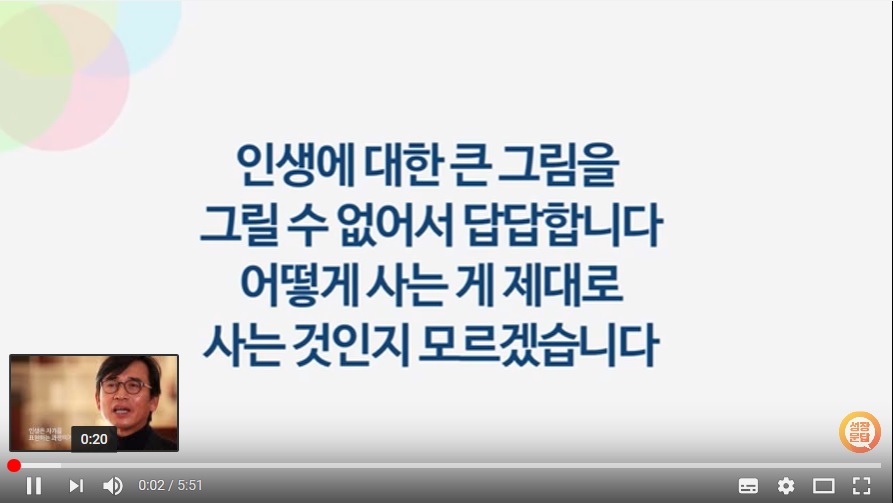 인생에 대한 큰 그림을
그릴 수 없어서 답답합니다
어떻게 사는 게 제대로
사는 것인지 모르겠습니다
인생은 자기를
표현하는 과정이
0:20
성장
문답
0:02 / 5:51